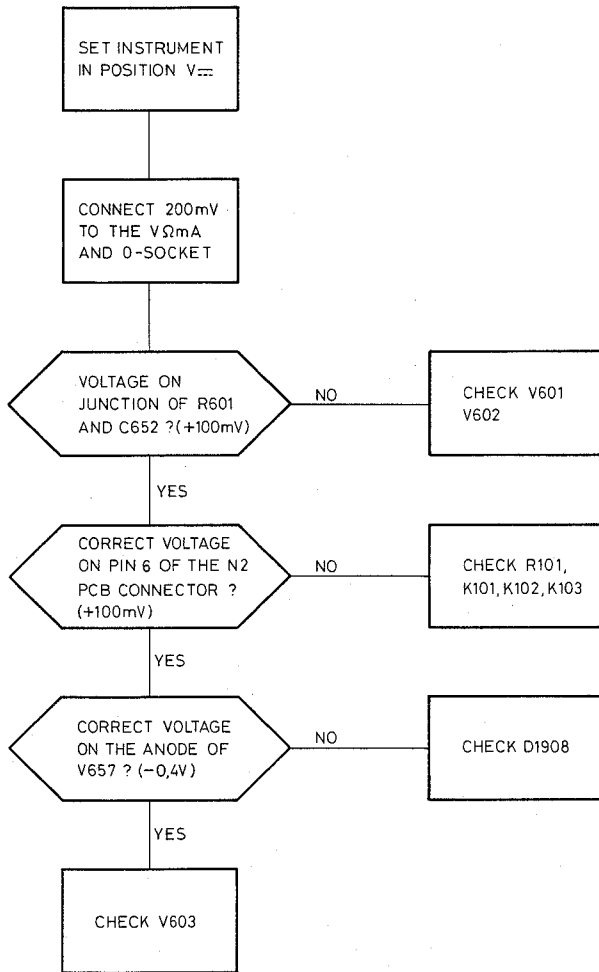 SET INSTRUMENT
IN POSITION V⎓
CONNECT 200mV
TO THE VΩmA
AND 0-SOCKET
VOLTAGE ON
JUNCTION OF R601
AND C652 ?(+100mV)
NO
CHECK V601
V602
YES
CORRECT VOLTAGE
ON PIN 6 OF THE N2
PCB CONNECTOR ?
(+100mV)
NO
CHECK R101,
K101, K102, K103
YES
CORRECT VOLTAGE
ON THE ANODE OF
V657 ? (-0,4V)
NO
CHECK D1908
YES
CHECK V603